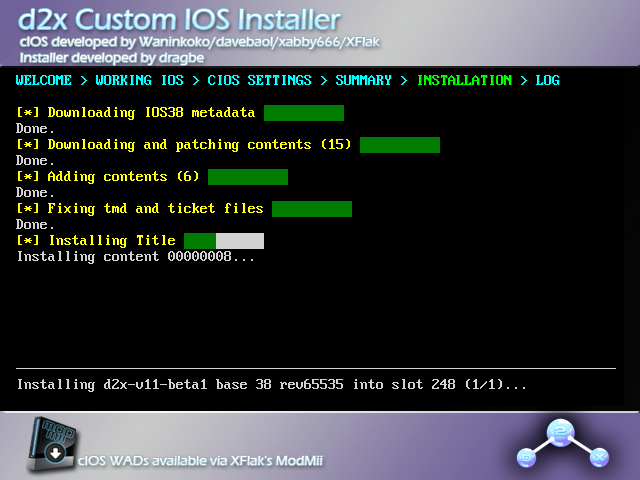 d2x Custom IOS Installer
cIOS developed by Waninkoko/davebaol/xabby666/XFlak
Installer developed by dragbe
WELCOME > WORKING IOS > CIOS SETTINGS > SUMMARY > INSTALLATION > LOG
[*] Downloading IOS38 metadata
Done.
[*] Downloading and patching contents (15)
Done.
[*] Adding contents (6)
Done.
[*] Fixing tmd and ticket files
Done.
[*] Installing Title
Installing content 00000008...
Installing d2x-v11-beta1 base 38 rev65535 into slot 248 (1/1)...
mod
mii
cIOS WADs available via XFlak's ModMii
2
D
X